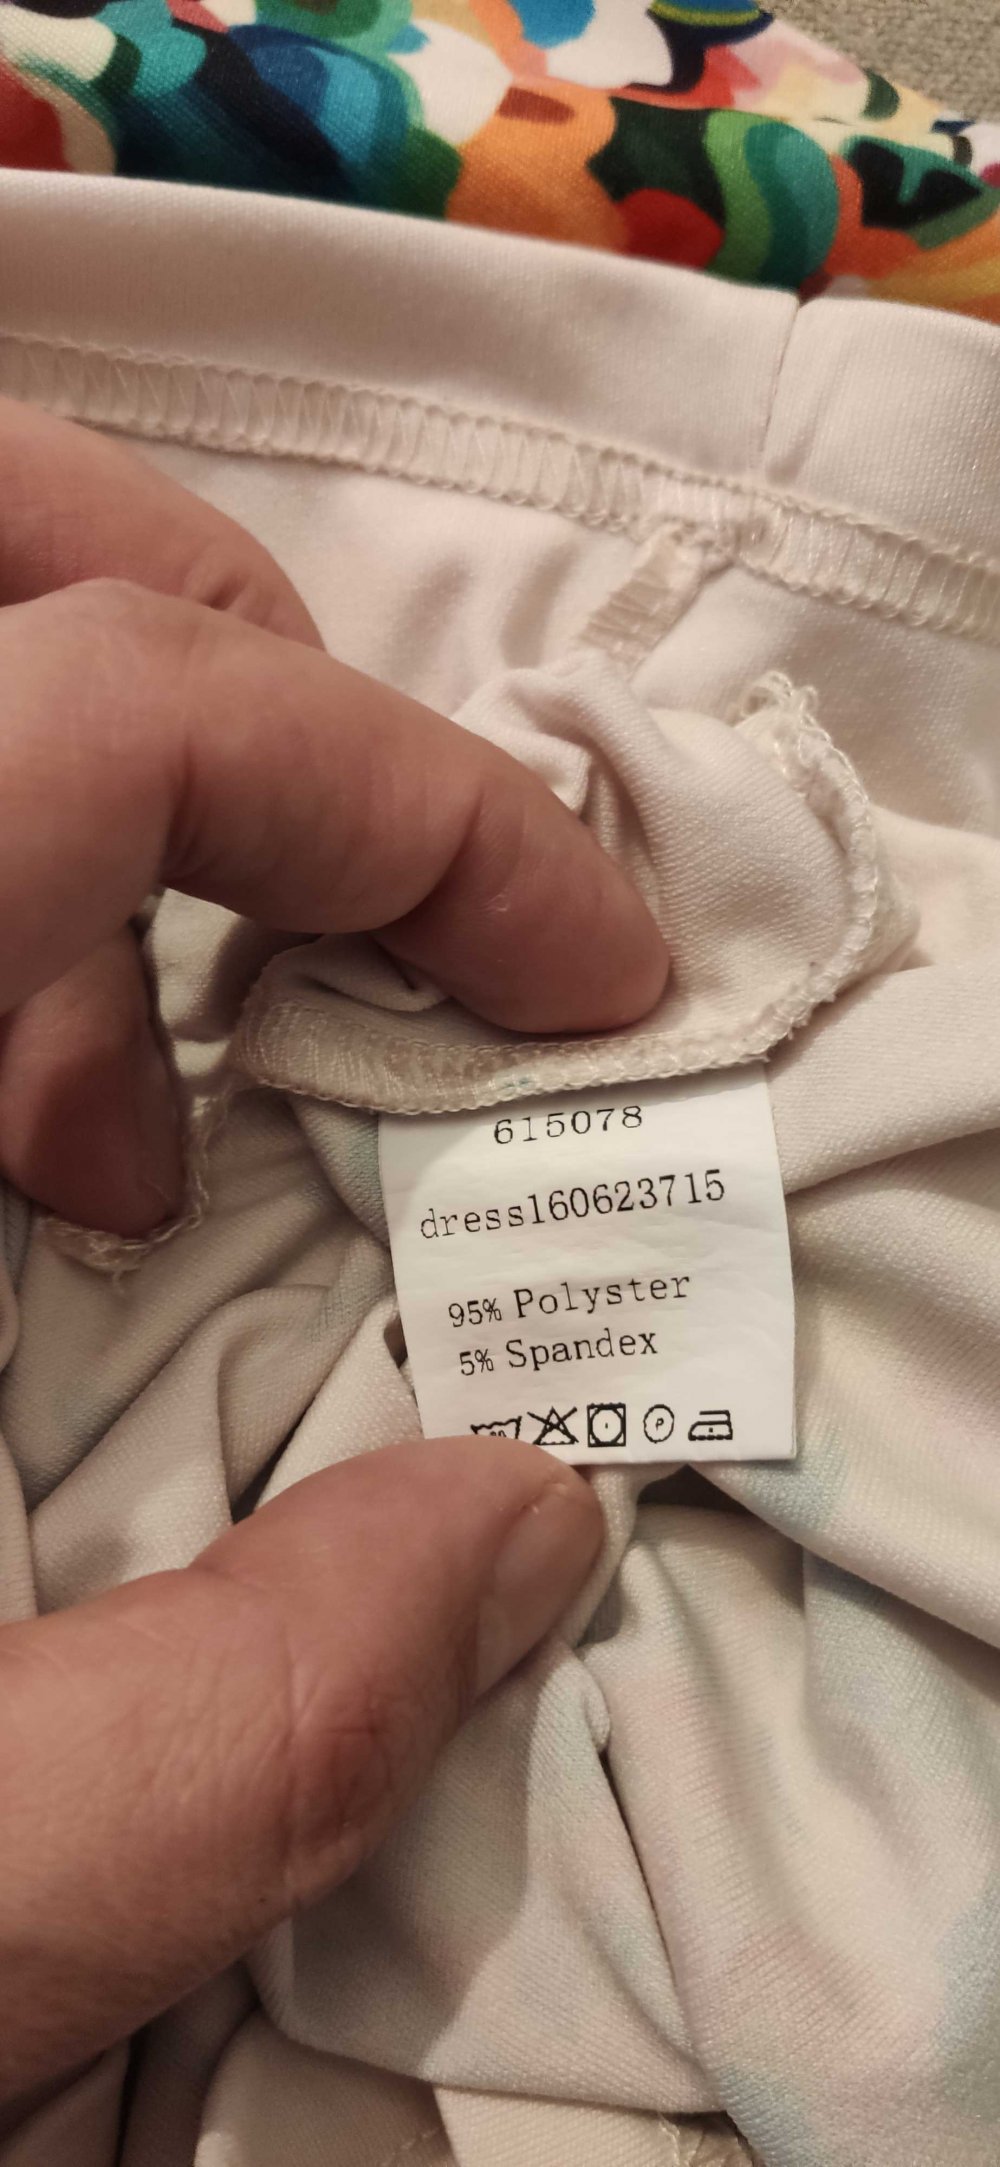 615078
dress160623715
95% Polyster
5% Spandex
P